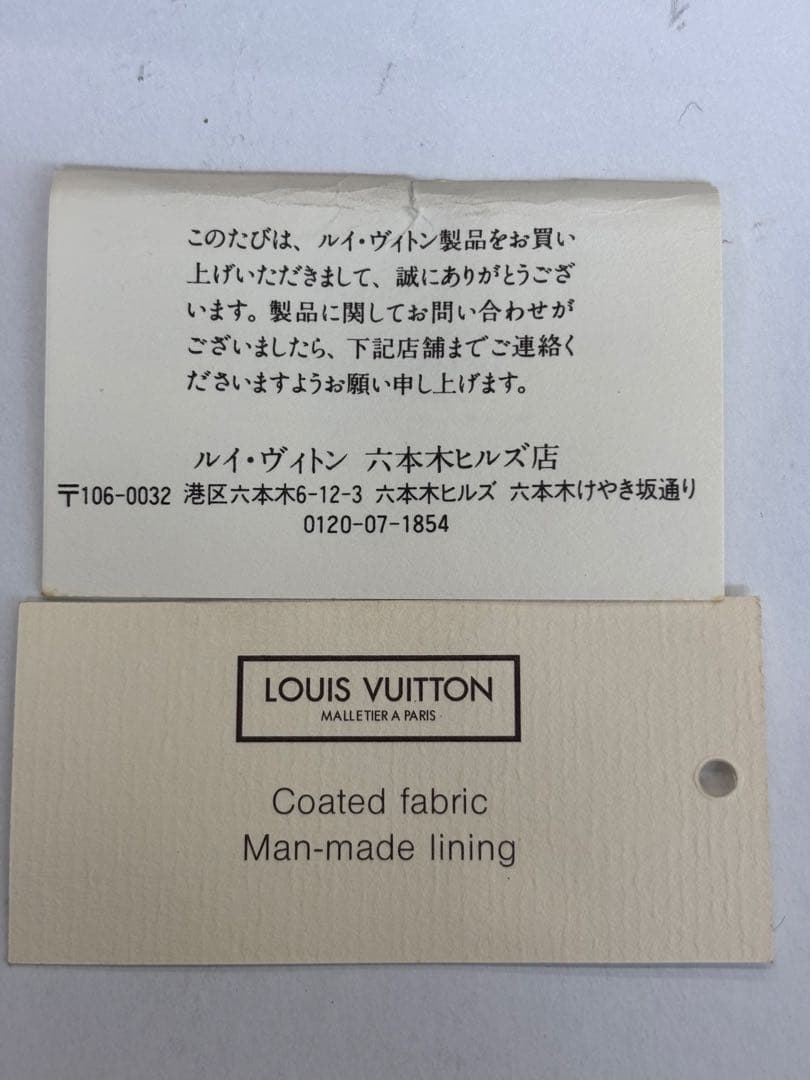 このたびは、ルイ・ヴィトン製品をお買い
上げいただきまして、誠にありがとうござ
います。製品に関してお問い合わせが
ございましたら、下記店舗までご連絡く
ださいますようお願い申し上げます。
ルイ・ヴィトン 六本木ヒルズ店
〒106-0032 港区六本木6-12-3 六本木ヒルズ 六本木けやき坂通り
0120-07-1854
LOUIS VUITTON
MALLETIER A PARIS
Coated fabric
Man-made lining